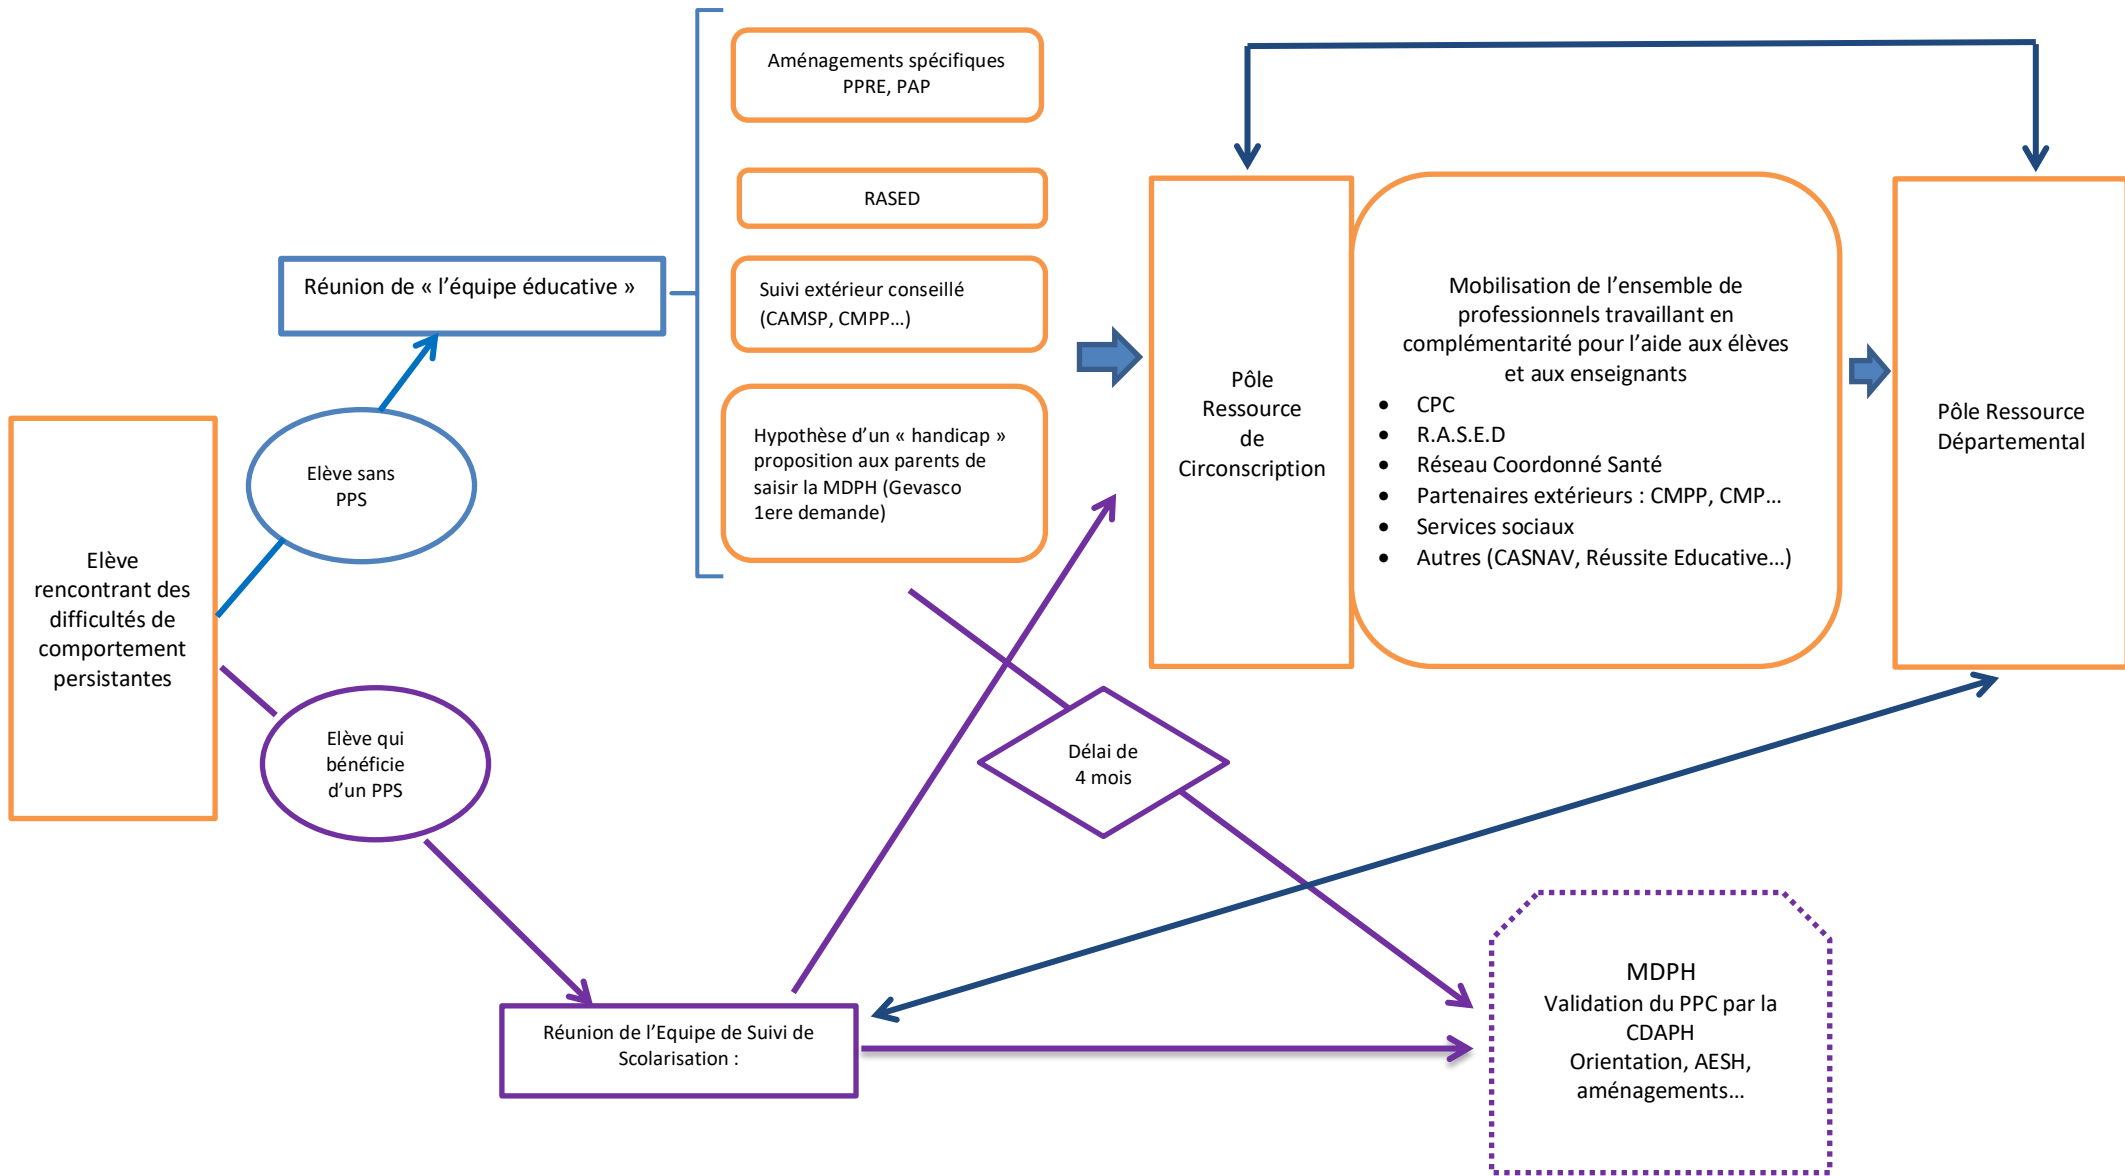 Aménagements spécifiques
PPRE, PAP
RASED
Réunion de « l'équipe éducative »
Suivi extérieur conseillé
(CAMSP, CMPP…)
Hypothèse d'un « handicap »
proposition aux parents de
saisir la MDPH (Gevasco
1ere demande)
Elève sans
PPS
Elève
rencontrant des
difficultés de
comportement
persistantes
Elève qui
bénéficie
d'un PPS
Pôle
Ressource
de
Circonscription
Mobilisation de l'ensemble de
professionnels travaillant en
complémentarité pour l'aide aux élèves
et aux enseignants
• CPC
• R.A.S.E.D
• Réseau Coordonné Santé
• Partenaires extérieurs : CMPP, CMP…
• Services sociaux
• Autres (CASNAV, Réussite Educative…)
Pôle Ressource
Départemental
Délai de
4 mois
Réunion de l'Equipe de Suivi de
Scolarisation :
MDPH
Validation du PPC par la
CDAPH
Orientation, AESH,
aménagements…